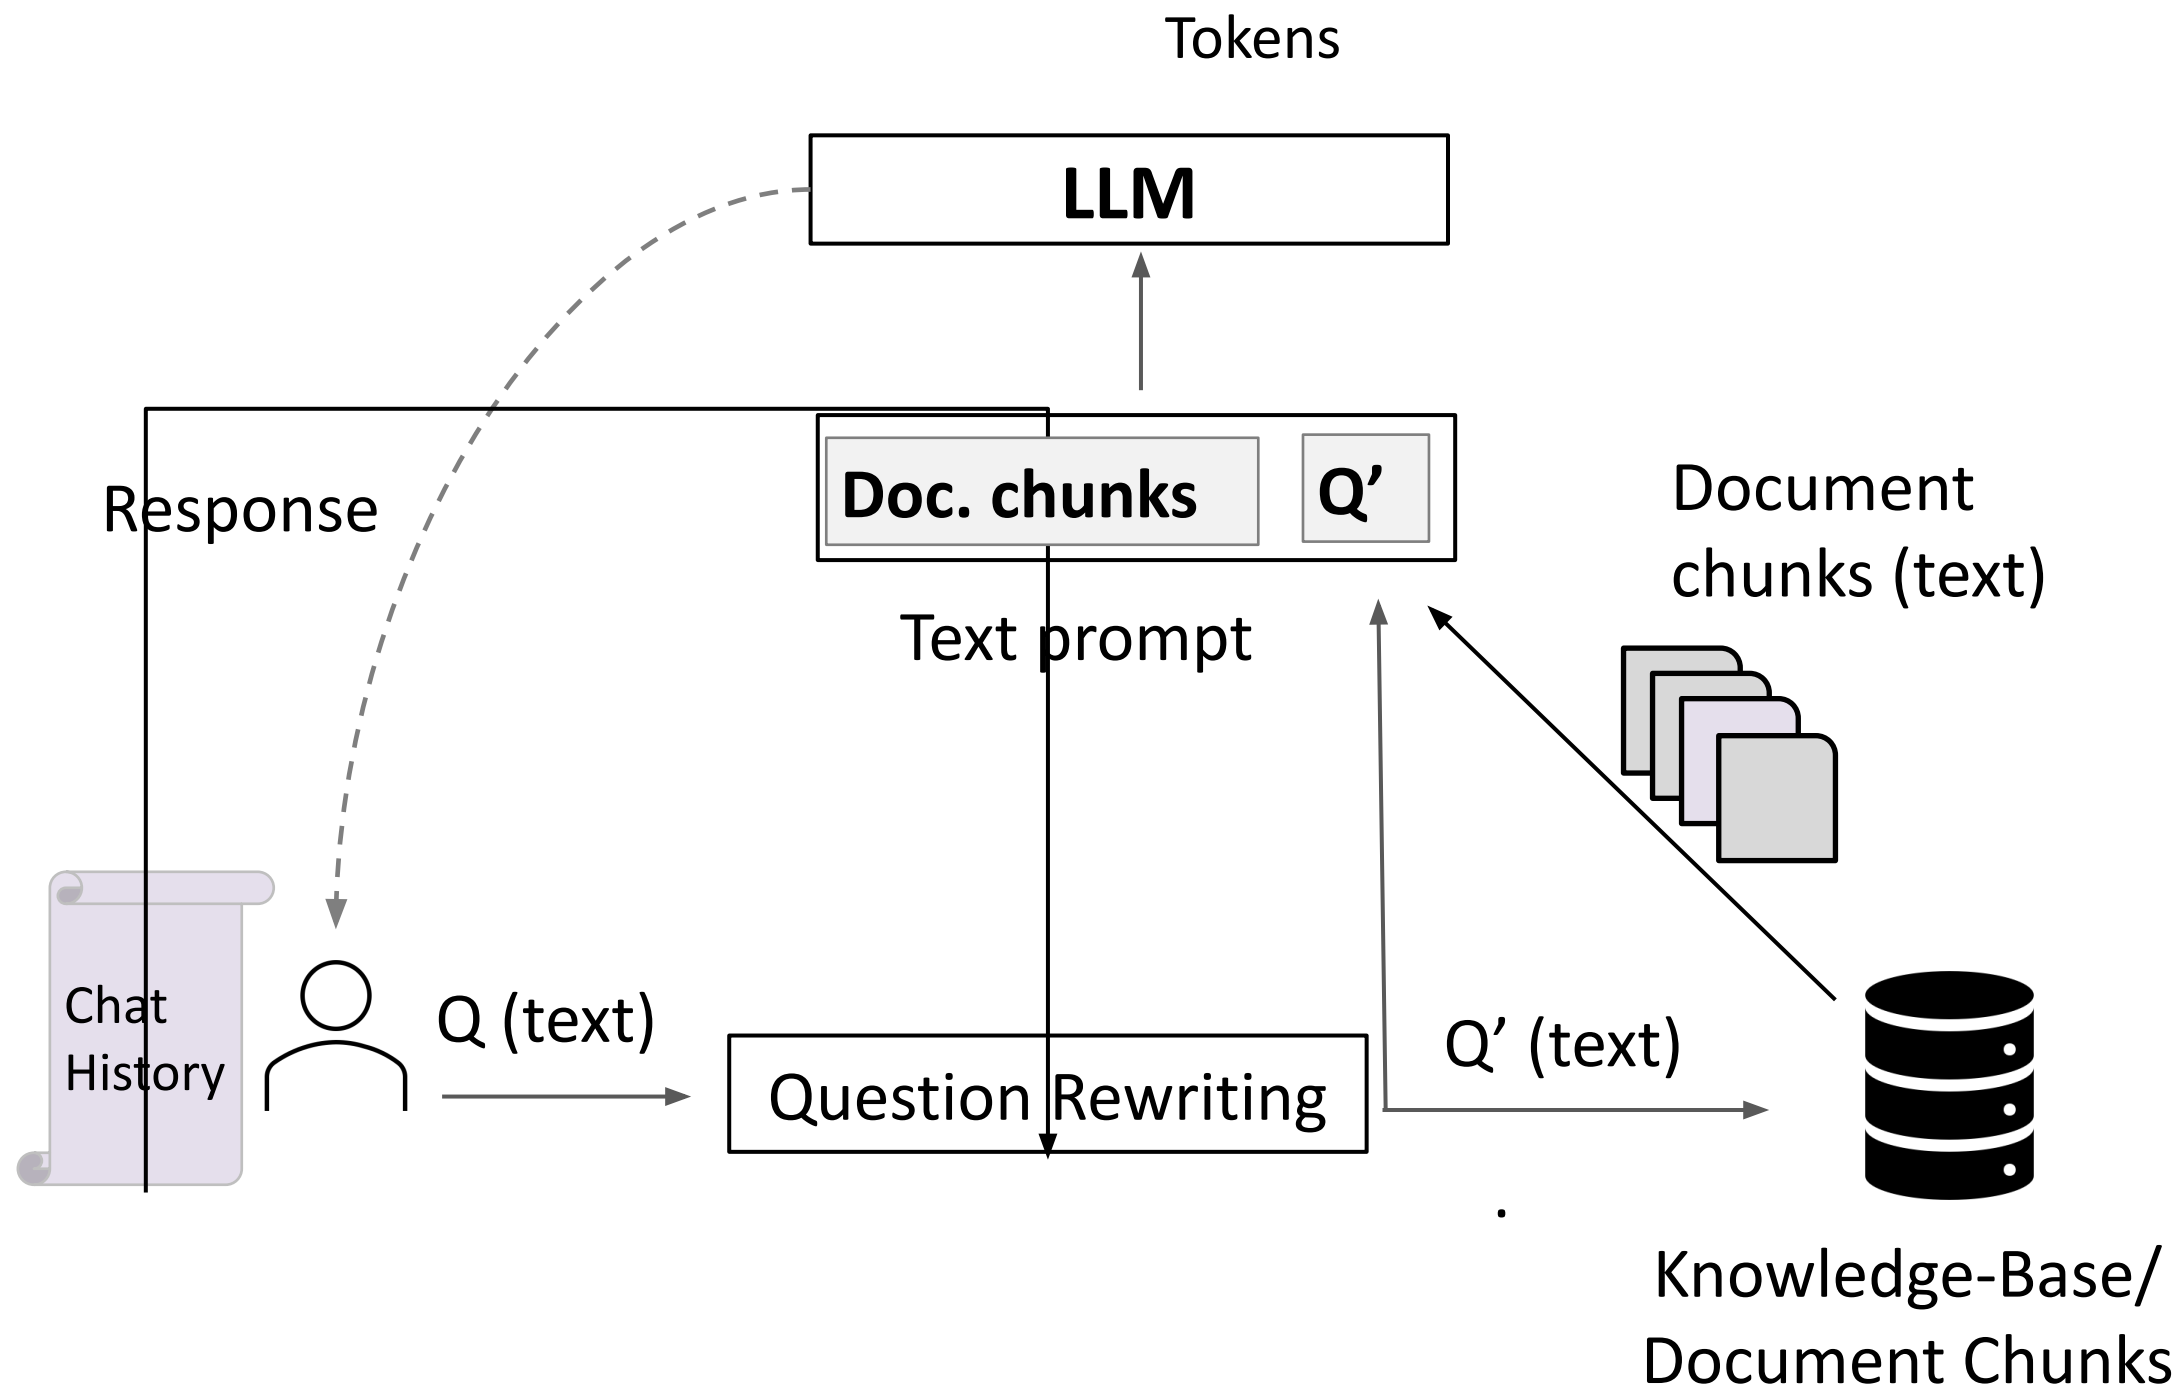 Tokens
LLM
Response
Doc. chunks
Q’
Text prompt
Document
chunks (text)
Chat
History
Q (text)
Question Rewriting
Q’ (text)
.
Knowledge-Base/
Document Chunks